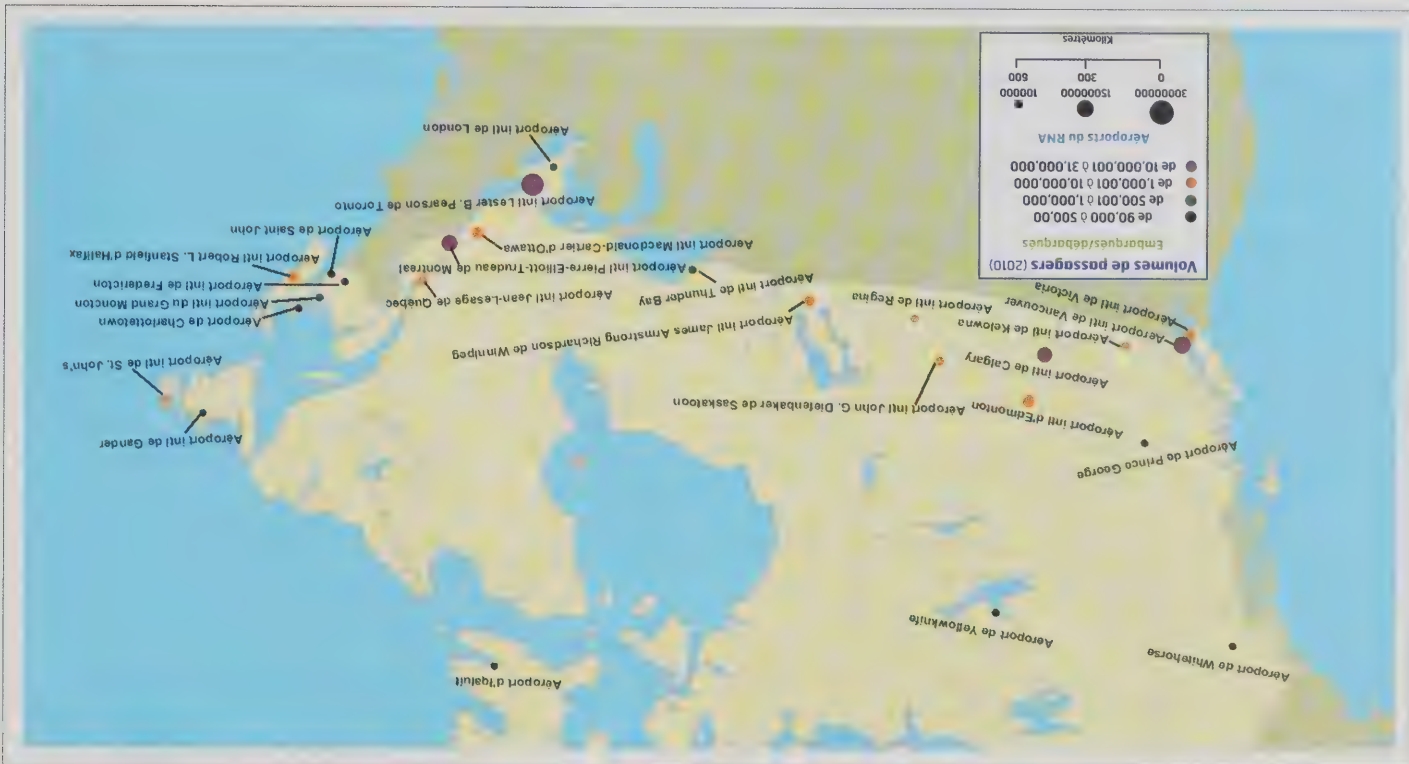 Aéroport d'Iqaluit
Aéroport de Whitehorse
Aéroport de Yellowknife
Aéroport de Prince George
Aéroport intl d'Edmonton
Aéroport intl John G. Diefenbaker de Saskatoon
Aéroport intl de Calgary
Aéroport intl de Kelowna
Aéroport intl de Vancouver
Aéroport intl de Victoria
Aéroport intl de Regina
Aéroport intl James Armstrong Richardson de Winnipeg
Aéroport intl de Thunder Bay
Aéroport intl de Gander
Aéroport intl de St. John's
Aéroport de Charlottetown
Aéroport intl du Grand Moncton
Aéroport intl de Fredericton
Aéroport intl Robert L. Stanfield d'Halifax
Aéroport de Saint John
Aéroport intl Jean-Lesage de Québec
Aéroport intl Pierre-Elliott-Trudeau de Montreal
Aeroport intl Macdonald-Cartier d'Ottawa
Aeroport intl Lester B. Pearson de Toronto
Aéroport intl de London
Volumes de passagers (2010)
Embarqués/débarqués
de 90,000 à 500,00
de 500,001 à 1,000,000
de 1,000,001 à 10,000,000
de 10,000,001 à 31,000,000
Aéroports du RNA
30000000 15000000 100000
0 300 600
Kilomètres